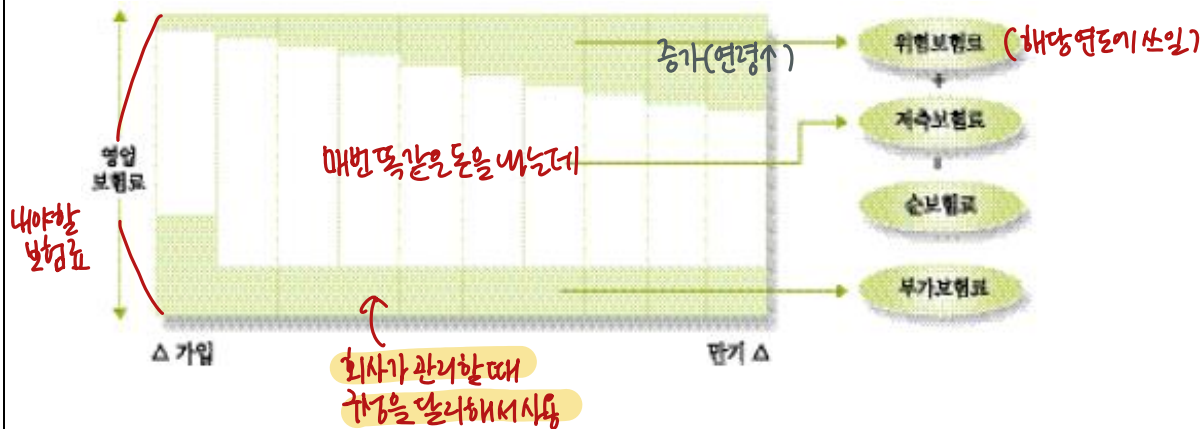 증가(연령↑)
위험보험료
(해당연도에 쓰일)
+
저축보험료
매번 똑같은 돈을 내는데
영업
보험료
내야할
보험료
순보험료
부가보험료
△ 가입
만기 △
회사가 관리할 때
구성을 달리해서 사용